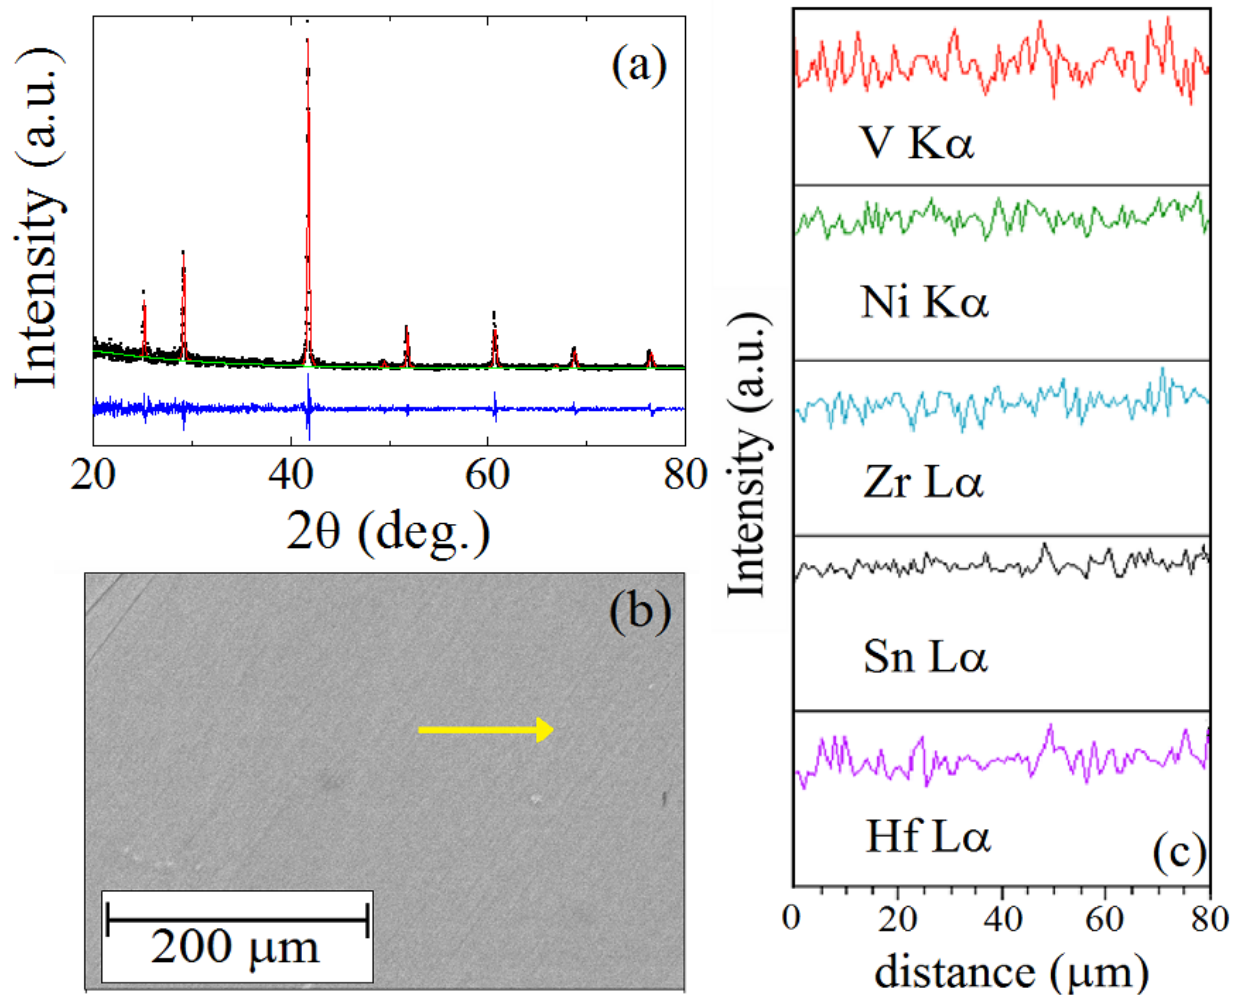 (a)
Intensity (a.u.)
20 40 60 80
2θ (deg.)
(b)
200 μm
V Kα
Ni Kα
Zr Lα
Sn Lα
Hf Lα
(c)
Intensity (a.u.)
0 20 40 60 80
distance (μm)